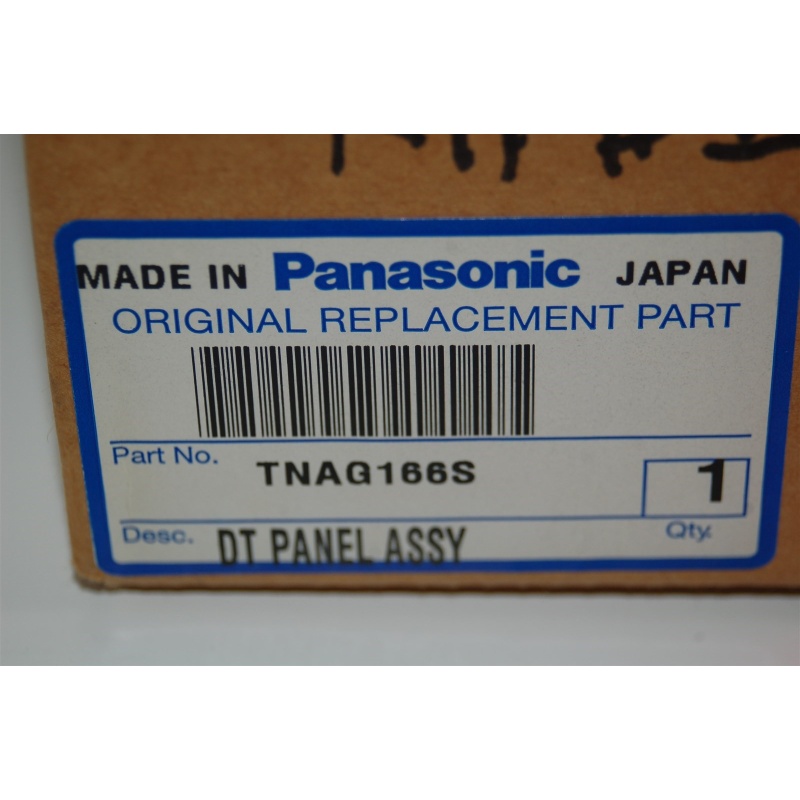 MADE IN Panasonic JAPAN
ORIGINAL REPLACEMENT PART
Part No. TNAG166S
1
Desc. DT PANEL ASSY
Qty.